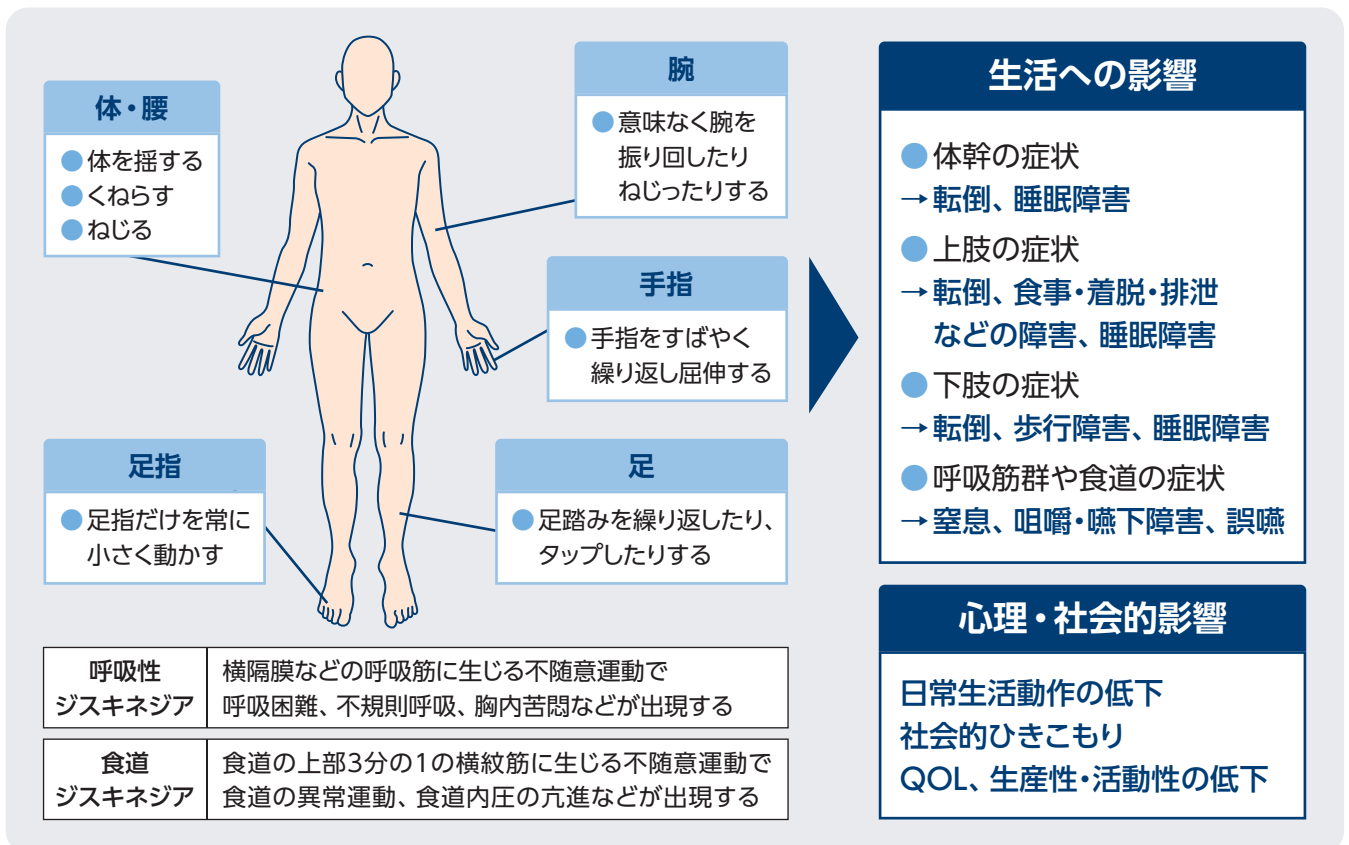 体・腰
●体を揺する
●くねらす
●ねじる
腕
●意味なく腕を
振り回したり
ねじったりする
手指
●手指をすばやく
繰り返し屈伸する
足指
●足指だけを常に
小さく動かす
足
●足踏みを繰り返したり、
タップしたりする
呼吸性
ジスキネジア
横隔膜などの呼吸筋に生じる不随意運動で
呼吸困難、不規則呼吸、胸内苦悶などが出現する
食道
ジスキネジア
食道の上部3分の1の横紋筋に生じる不随意運動で
食道の異常運動、食道内圧の亢進などが出現する
生活への影響
●体幹の症状
→転倒、睡眠障害
●上肢の症状
→転倒、食事・着脱・排泄
などの障害、睡眠障害
●下肢の症状
→転倒、歩行障害、睡眠障害
●呼吸筋群や食道の症状
→窒息、咀嚼・嚥下障害、誤嚥
心理・社会的影響
日常生活動作の低下
社会的ひきこもり
QOL、生産性・活動性の低下